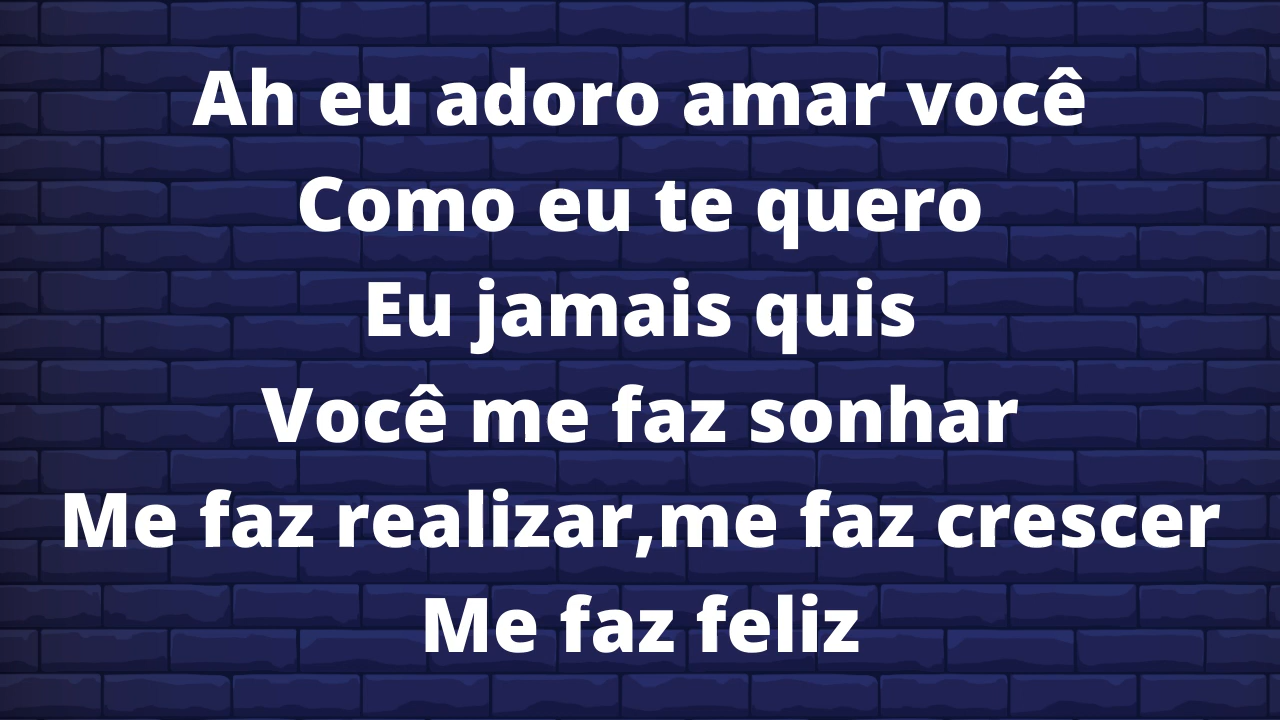 Ah eu adoro amar você
Como eu te quero
Eu jamais quis
Você me faz sonhar
Me faz realizar,me faz crescer
Me faz feliz